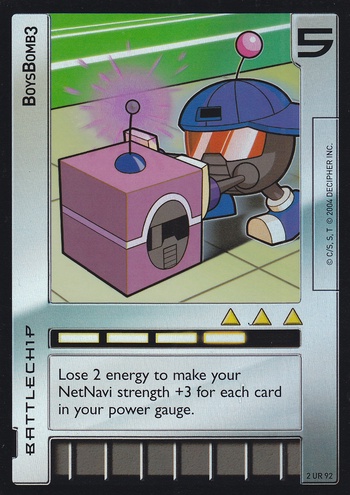 BOYSBOMB3
5
© C/S, S, T © 2004 DECIPHER INC.
BATTLECHIP
Lose 2 energy to make your
NetNavi strength +3 for each card
in your power gauge.
2 UR 92